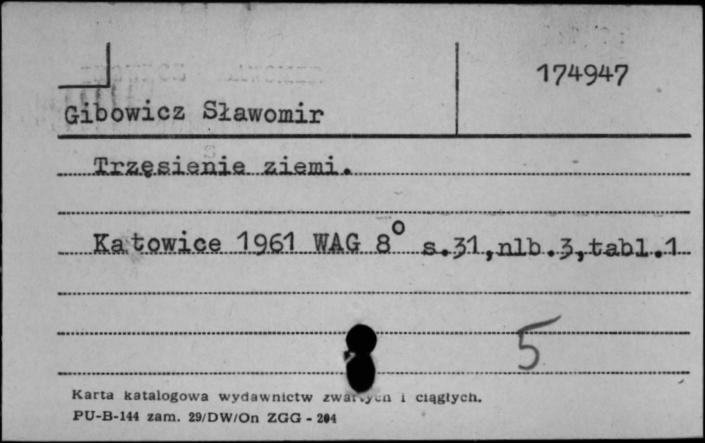 174947
Gibowicz Sławomir
Trzęsienie ziemi.
Katowice 1961 WAG 8° s.31,nlb.3,tabl.1
5
Karta katalogowa wydawnictw zwartych i ciągłych.
PU-B-144 zam. 29/DW/On ZGG - 204